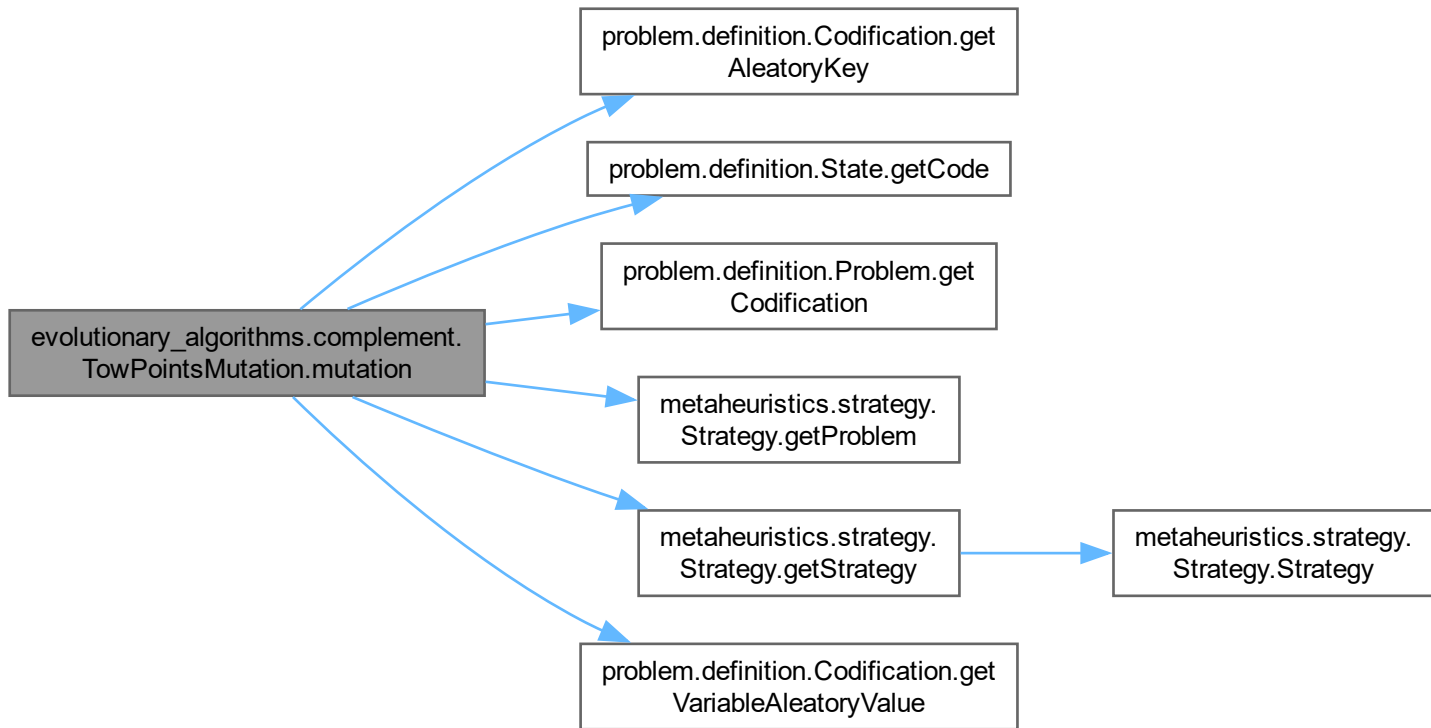 problem.definition.Codification.get
AleatoryKey
problem.definition.State.getCode
problem.definition.Problem.get
Codification
evolutionary_algorithms.complement.
TowPointsMutation.mutation
metaheuristics.strategy.
Strategy.getProblem
metaheuristics.strategy.
Strategy.getStrategy
metaheuristics.strategy.
Strategy.Strategy
problem.definition.Codification.get
VariableAleatoryValue